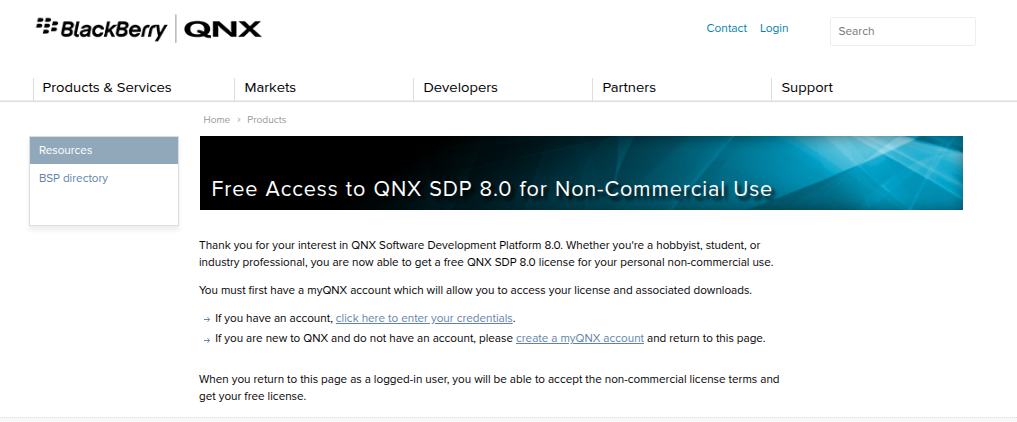 BlackBerry | QNX
Contact Login Search
Products & Services Markets Developers Partners Support
Home › Products
Resources
BSP directory
Free Access to QNX SDP 8.0 for Non-Commercial Use
Thank you for your interest in QNX Software Development Platform 8.0. Whether you're a hobbyist, student, or
industry professional, you are now able to get a free QNX SDP 8.0 license for your personal non-commercial use.
You must first have a myQNX account which will allow you to access your license and associated downloads.
→ If you have an account, click here to enter your credentials.
→ If you are new to QNX and do not have an account, please create a myQNX account and return to this page.
When you return to this page as a logged-in user, you will be able to accept the non-commercial license terms and
get your free license.